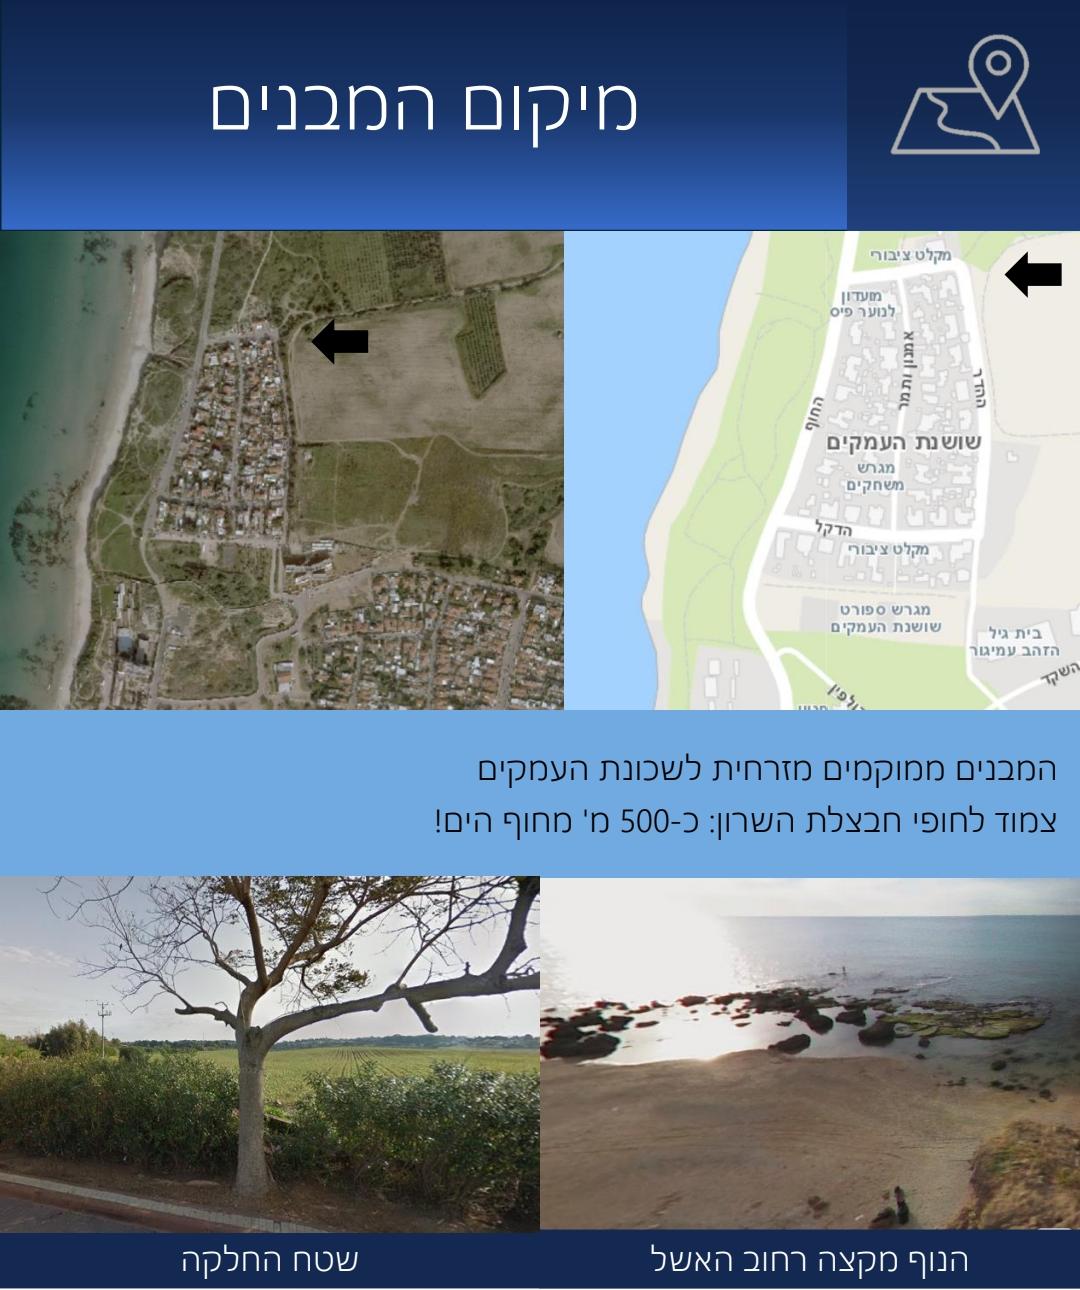 מיקום המבנים
מקלט ציבורי
מועדון
לנוער פיס
אמנון ותמר
ההדר
החוף
שושנת העמקים
מגרש
משחקים
הדקל
מקלט ציבורי
מגרש ספורט
שושנת העמקים
בית גיל
הזהב עמיגור
השקד
המבנים ממוקמים מזרחית לשכונת העמקים
צמוד לחופי חבצלת השרון: כ-500 מ' מחוף הים!
הנוף מקצה רחוב האשל
שטח החלקה